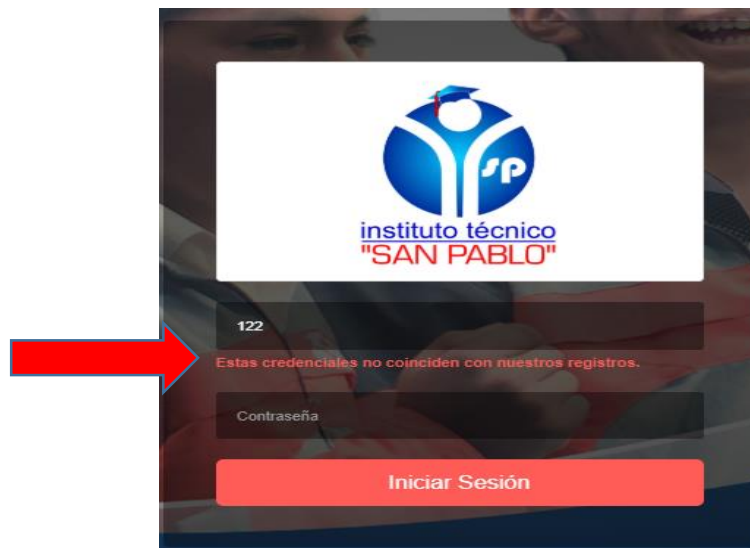 sp
instituto técnico
"SAN PABLO"
122
Estas credenciales no coinciden con nuestros registros.
Contraseña
Iniciar Sesión